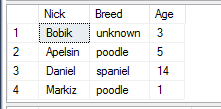 Nick Breed Age
1 Bobik unknown 3
2 Apelsin poodle 5
3 Daniel spaniel 14
4 Markiz poodle 1